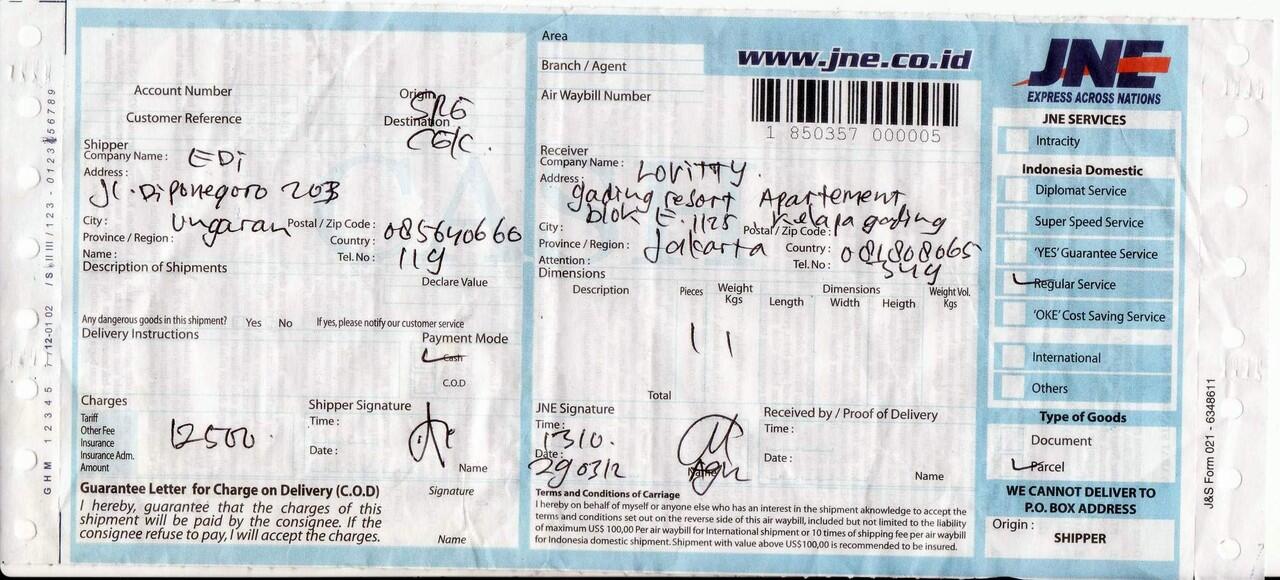 Area
www.jne.co.id
JNE
EXPRESS ACROSS NATIONS
Branch / Agent
Account Number
Origin
Air Waybill Number
1 850357 000005
Customer Reference
Destination
CGK.
Shipper
Company Name : EDi
Address :
Jl. Diponegoro 203
City : Ungaran Postal / Zip Code :
Province / Region : Country : 085640666
Name : Tel. No : 119
Description of Shipments
Declare Value
Any dangerous goods in this shipment? Yes No If yes, please notify our customer service
Delivery Instructions
Payment Mode
Cash
C.O.D
Charges
Tariff
Other Fee
Insurance
Insurance Adm.
Amount
12500
Shipper Signature
Time :
Date :
Name
Guarantee Letter for Charge on Delivery (C.O.D)
I hereby, guarantee that the charges of this
shipment will be paid by the consignee. If the
consignee refuse to pay, I will accept the charges.
Signature
Name
Receiver
Company Name : LOVITTY.
Address : gading resort Apartement
blok E. 1125 kelapa gading
City : Postal / Zip Code :
Province / Region : Jakarta Country : 081808065
Attention : Tel. No : 349
Dimensions
Description Pieces Weight Kgs Dimensions Length Width Heigth Weight Vol. Kgs
1 1
Total
JNE Signature
Time :
1310.
Date :
290312
Name
Received by / Proof of Delivery
Time :
Date :
Name
Terms and Conditions of Carriage
I hereby on behalf of myself or anyone else who has an interest in the shipment aknowledge to accept the
terms and conditions set out on the reverse side of this air waybill, included but not limited to the liability
of maximum US$ 100,00 Per air waybill for International shipment or 10 times of shipping fee per air waybill
for Indonesia domestic shipment. Shipment with value above US$100,00 is recommended to be insured.
JNE SERVICES
Intracity
Indonesia Domestic
Diplomat Service
Super Speed Service
'YES' Guarantee Service
Regular Service
'OKE' Cost Saving Service
International
Others
Type of Goods
Document
Parcel
WE CANNOT DELIVER TO
P.O. BOX ADDRESS
Origin :
SHIPPER
J&S Form 021 - 6348611